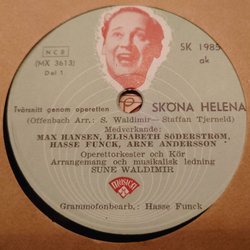 NCB
(MX 3613)
Del 1
SK 1985
ak
Tvärsnitt genom operetten
SKÖNA HELENA
(Offenbach Arr.: S. Waldimir — Staffan Tjerneld)
Medverkande:
MAX HANSEN, ELISABETH SÖDERSTRÖM,
HASSE FUNCK, ARNE ANDERSSON
Operettorkester och Kör
Arrangemang och musikalisk ledning
SUNE WALDIMIR
MUSICA
Grammofonbearb.: Hasse Funck